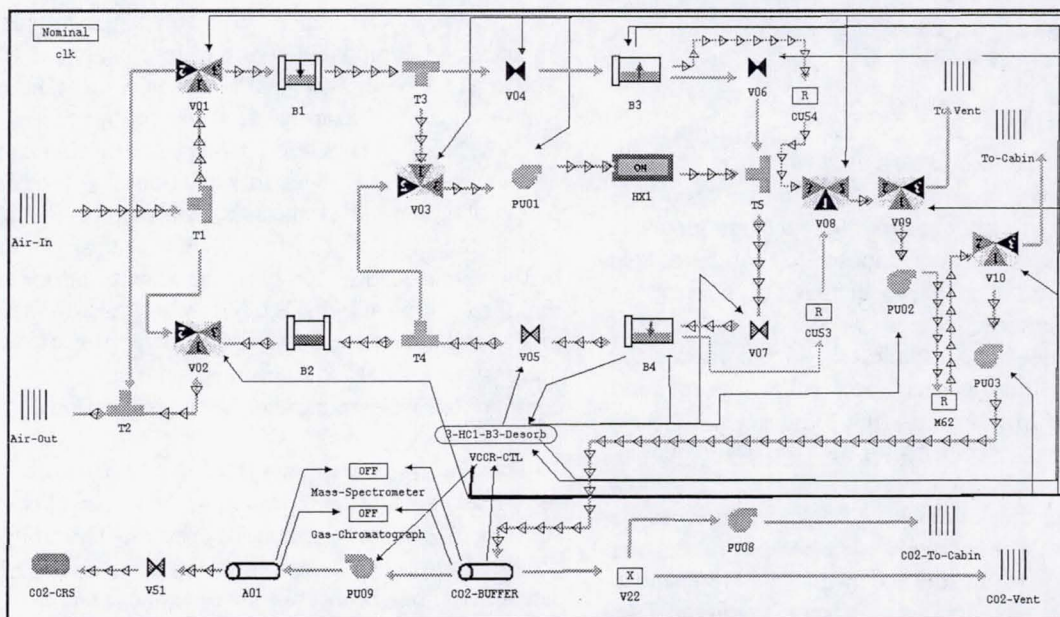 Nominal
clk
V01
B1
T3
V04
B3
V06
R
CU54
To-Vent
To-Cabin
Air-In
T1
V03
PU01
ON
HX1
T5
V08
V09
V10
PU02
R
CU53
V02
B2
T4
V05
B4
V07
PU03
R
M62
Air-Out
T2
3-HC1-B3-Desorb
VCCR-CTL
OFF
Mass-Spectrometer
OFF
Gas-Chromatograph
PU08
CO2-To-Cabin
CO2-CRS
V51
A01
PU09
CO2-BUFFER
X
V22
CO2-Vent